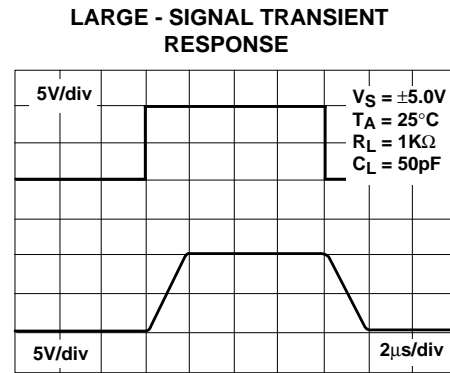 LARGE - SIGNAL TRANSIENT
RESPONSE
5V/div
VS = ±5.0V
TA = 25°C
RL = 1KΩ
CL = 50pF
5V/div
2μs/div